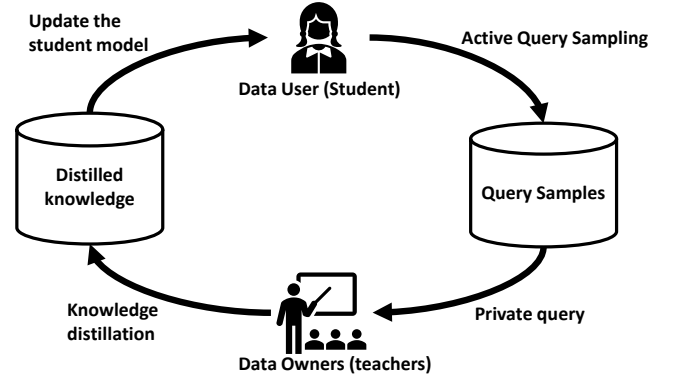 Update the
student model
Active Query Sampling
Data User (Student)
Distilled
knowledge
Query Samples
Knowledge
distillation
Private query
Data Owners (teachers)